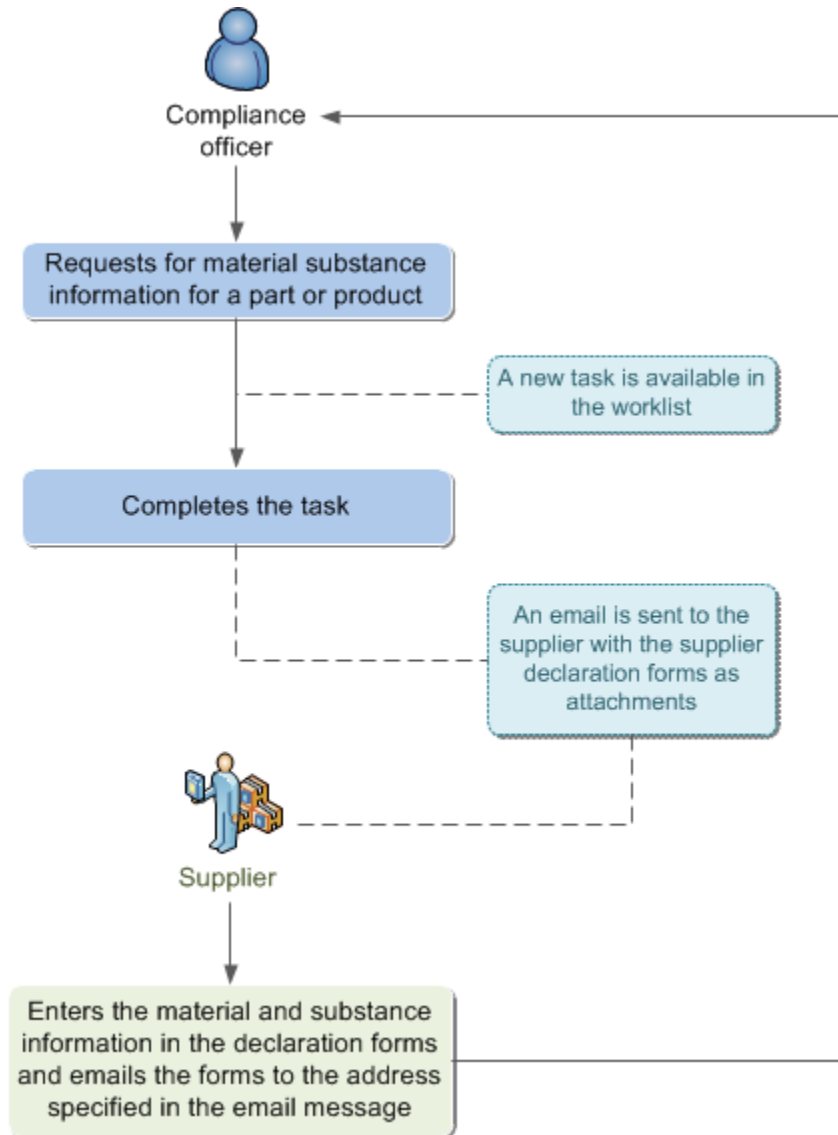 Compliance
officer
Requests for material substance
information for a part or product
A new task is available in
the worklist
Completes the task
An email is sent to the
supplier with the supplier
declaration forms as
attachments
Supplier
Enters the material and substance
information in the declaration forms
and emails the forms to the address
specified in the email message